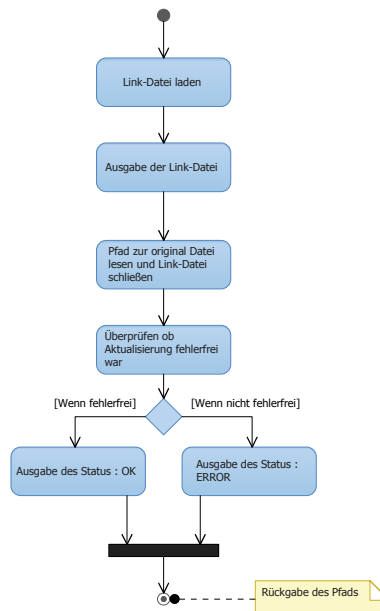 Link-Datei laden
Ausgabe der Link-Datei
Pfad zur original Datei
lesen und Link-Datei
schließen
Überprüfen ob
Aktualisierung fehlerfrei
war
[Wenn fehlerfrei]
[Wenn nicht fehlerfrei]
Ausgabe des Status : OK
Ausgabe des Status :
ERROR
Rückgabe des Pfads